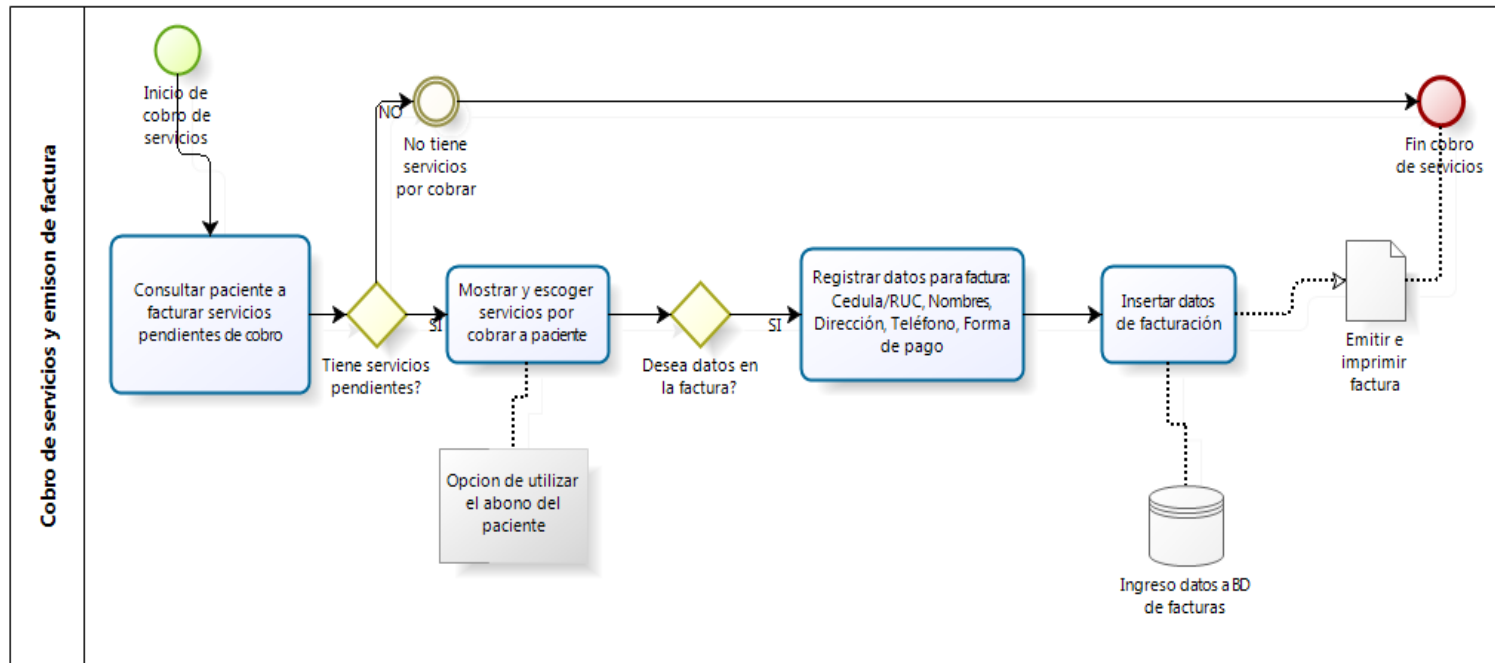 Cobro de servicios y emison de factura
Inicio de
cobro de
servicios
NO
No tiene
servicios
por cobrar
Fin cobro
de servicios
Consultar paciente a
facturar servicios
pendientes de cobro
Tiene servicios
pendientes?
SI
Mostrar y escoger
servicios por
cobrar a paciente
Desea datos en
la factura?
SI
Registrar datos para factura:
Cedula/RUC, Nombres,
Dirección, Teléfono, Forma
de pago
Insertar datos
de facturación
Emitir e
imprimir
factura
Opcion de utilizar
el abono del
paciente
Ingreso datos a BD
de facturas